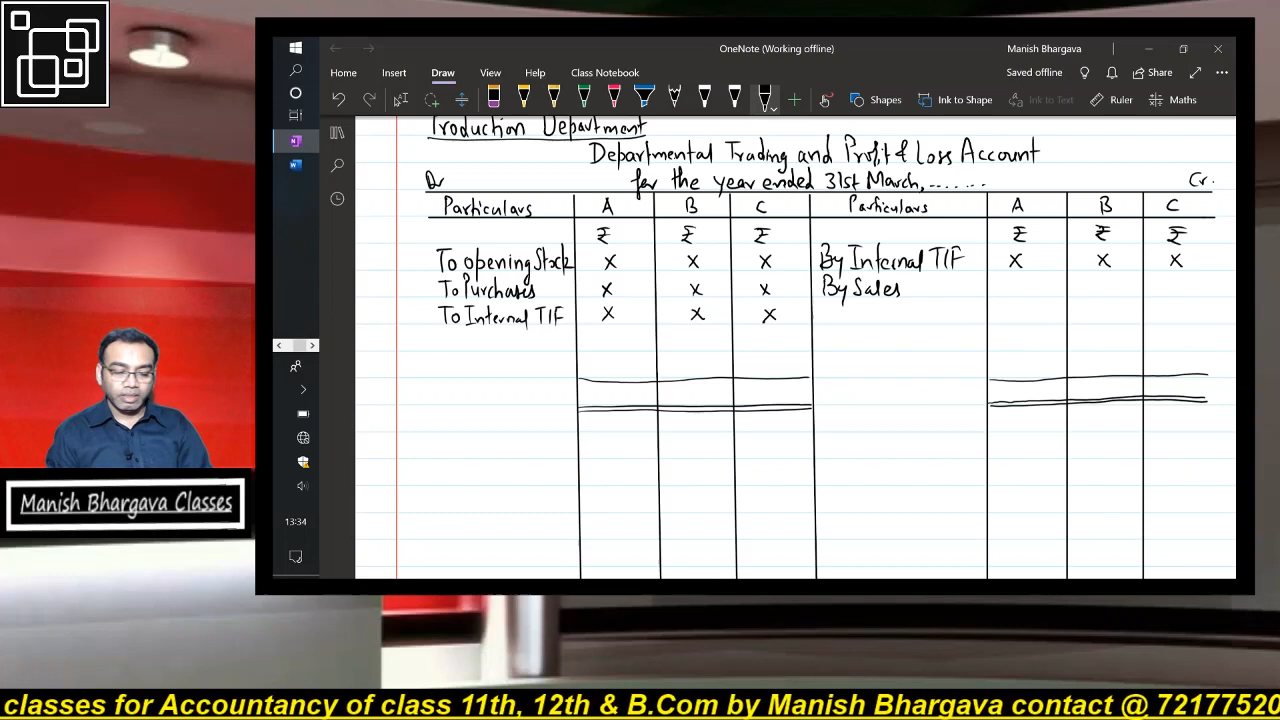 OneNote (Working offline)
Manish Bhargava
Home Insert Draw View Help Class Notebook
Saved offline
Share
Shapes
Ink to Shape
Ink to Text
Ruler
Maths
Production Department
Departmental Trading and Profit & Loss Account
Dr for the year ended 31st March,....... Cr.
Particulars A B C Particulars A B C
₹ ₹ ₹ ₹ ₹ ₹
To opening Stock x x x By Internal T/F x x x
To Purchases x x x By Sales
To Internal T/F x x x
Manish Bhargava Classes
13:34
classes for Accountancy of class 11th, 12th & B.Com by Manish Bhargava contact @ 72177520